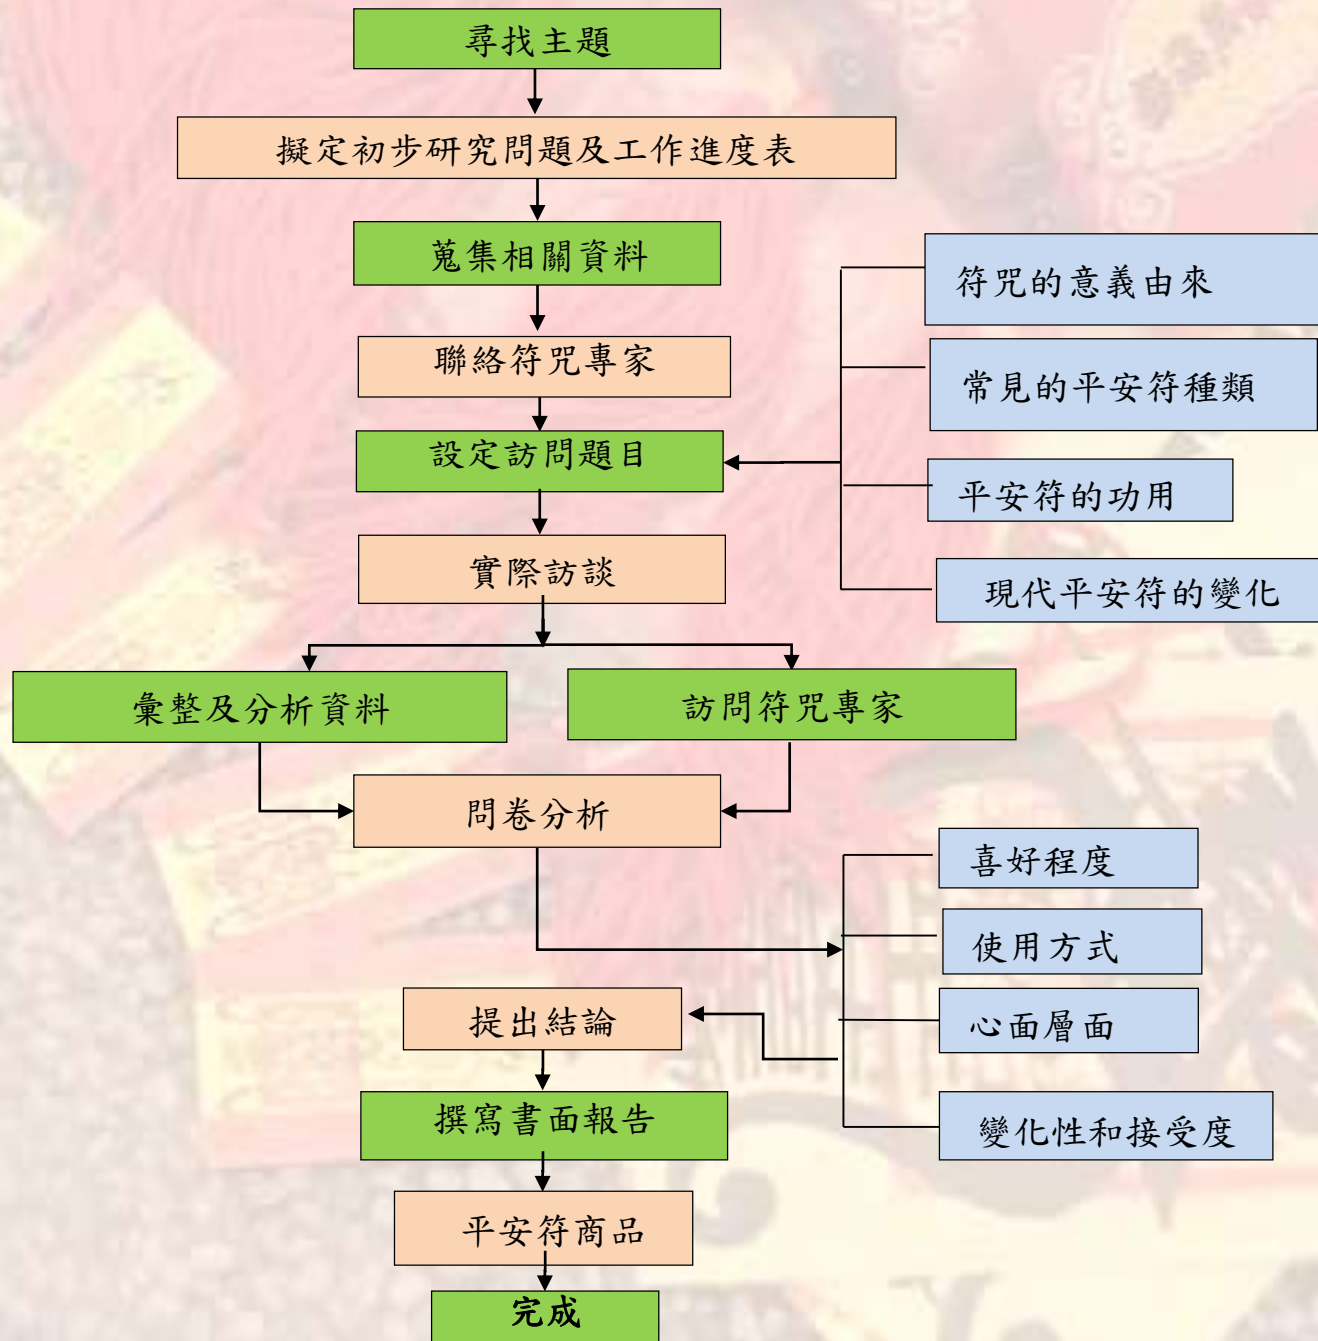 尋找主題
擬定初步研究問題及工作進度表
蒐集相關資料
聯絡符咒專家
設定訪問題目
符咒的意義由來
常見的平安符種類
平安符的功用
現代平安符的變化
實際訪談
彙整及分析資料
訪問符咒專家
問卷分析
喜好程度
使用方式
心面層面
變化性和接受度
提出結論
撰寫書面報告
平安符商品
完成